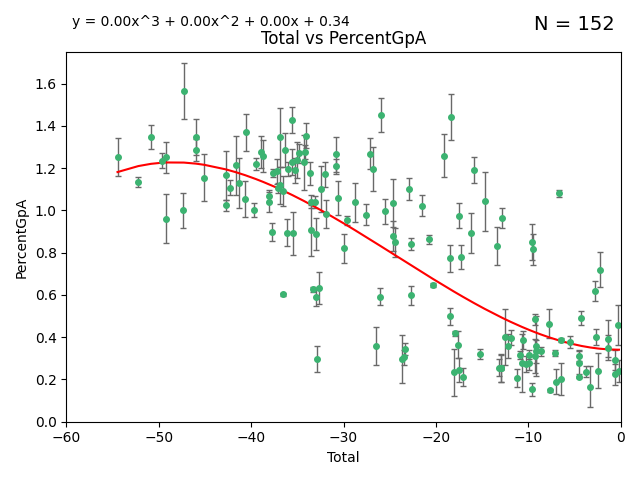 y = 0.00x^3 + 0.00x^2 + 0.00x + 0.34
N = 152
Total vs PercentGpA
PercentGpA
1.6
1.4
1.2
1.0
0.8
0.6
0.4
0.2
0.0
−60 −50 −40 −30 −20 −10 0
Total